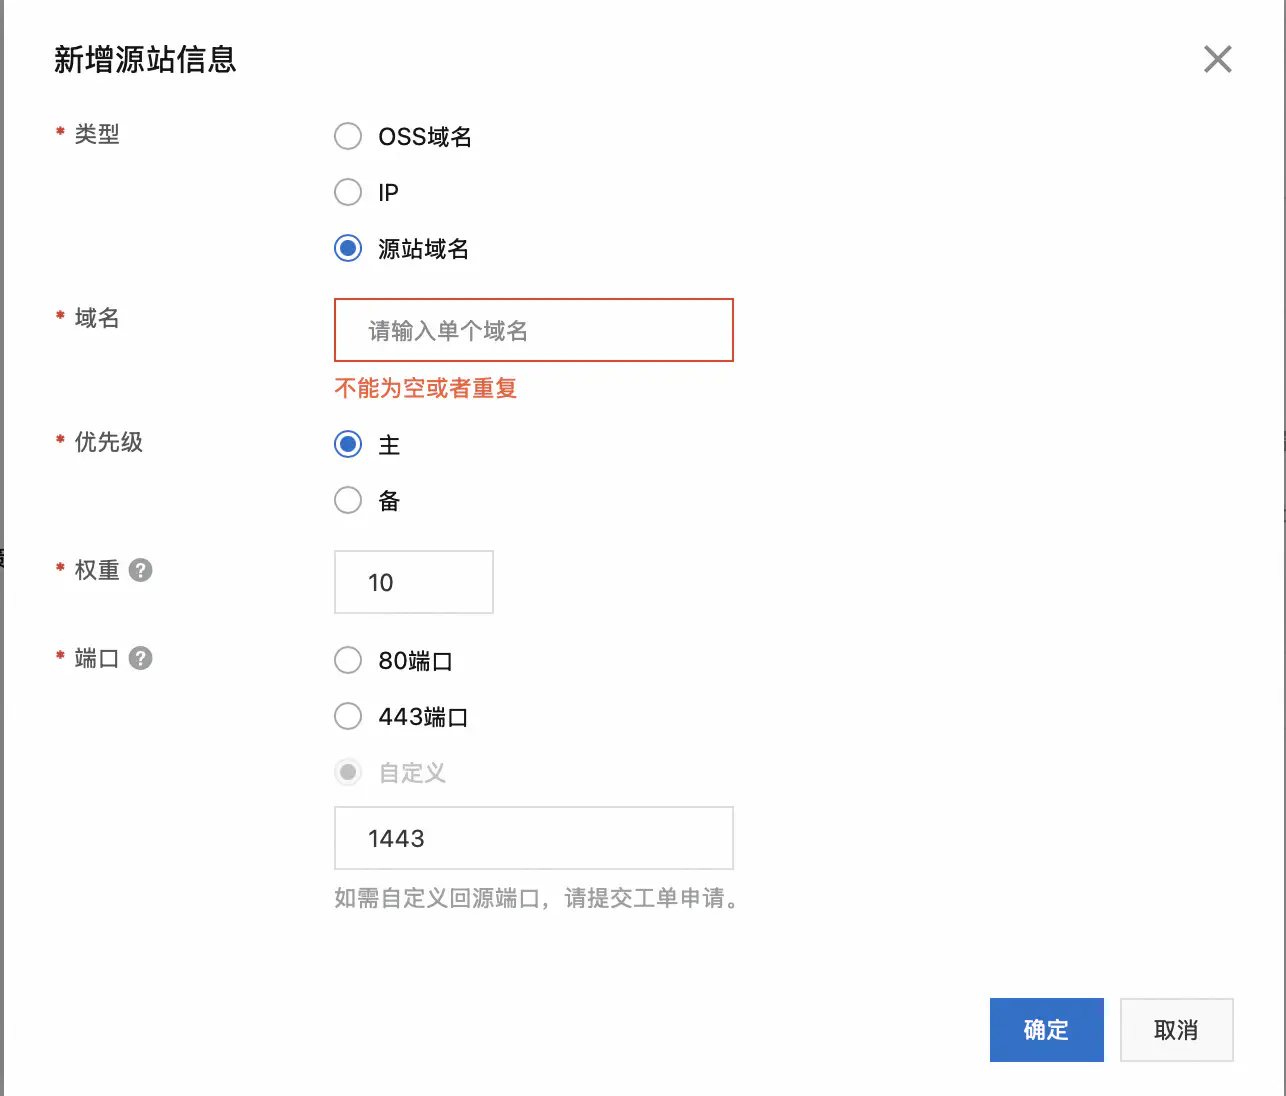 新增源站信息
* 类型
OSS域名
IP
源站域名
* 域名
请输入单个域名
不能为空或者重复
* 优先级
主
备
* 权重 ?
10
* 端口 ?
80端口
443端口
自定义
1443
如需自定义回源端口，请提交工单申请。
确定
取消